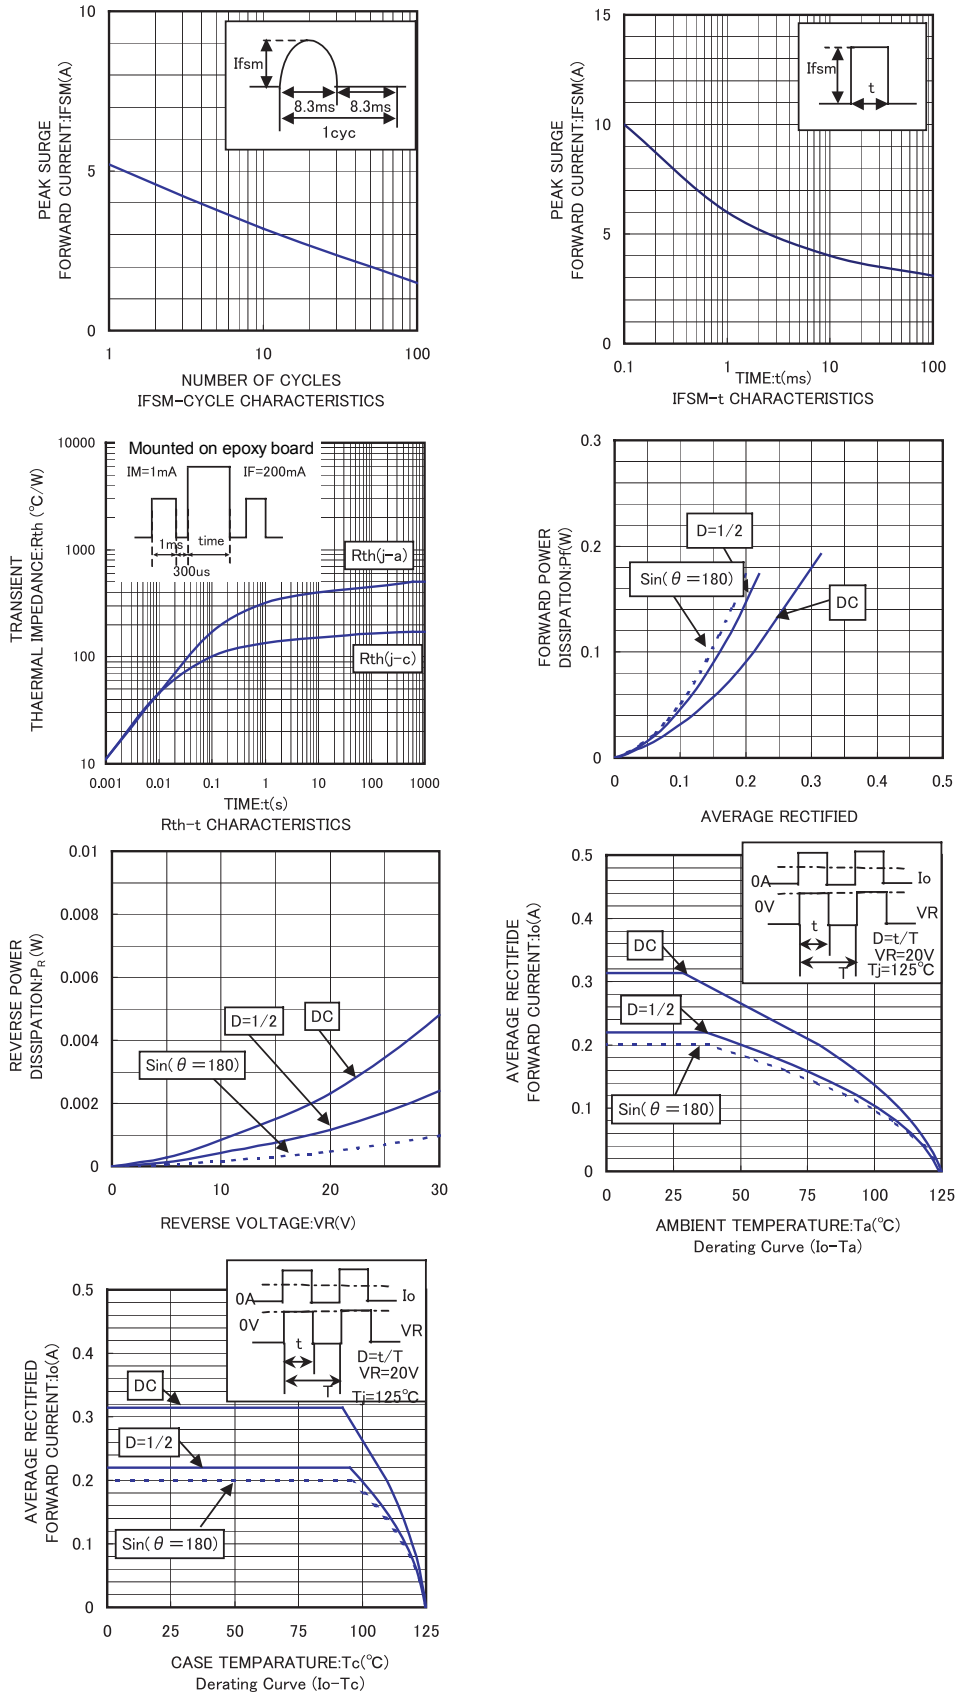 10
5
0
PEAK SURGE
FORWARD CURRENT:IFSM(A)
Ifsm
8.3ms 8.3ms
1cyc
1 10 100
NUMBER OF CYCLES
IFSM-CYCLE CHARACTERISTICS
15
10
5
0
PEAK SURGE
FORWARD CURRENT:IFSM(A)
Ifsm
t
0.1 1 10 100
TIME:t(ms)
IFSM-t CHARACTERISTICS
10000
1000
100
10
TRANSIENT
THAERMAL IMPEDANCE:Rth (℃/W)
Mounted on epoxy board
IM=1mA IF=200mA
1ms time
300us
Rth(j-a)
Rth(j-c)
0.001 0.01 0.1 1 10 100 1000
TIME:t(s)
Rth-t CHARACTERISTICS
0.3
0.2
0.1
0
FORWARD POWER
DISSIPATION:Pf(W)
D=1/2
Sin(θ=180)
DC
0 0.1 0.2 0.3 0.4 0.5
AVERAGE RECTIFIED
0.01
0.008
0.006
0.004
0.002
0
REVERSE POWER
DISSIPATION:PR (W)
D=1/2
DC
Sin(θ=180)
0 10 20 30
REVERSE VOLTAGE:VR(V)
0.5
0.4
0.3
0.2
0.1
0
AVERAGE RECTIFIDE
FORWARD CURRENT:Io(A)
0A Io
0V VR
t
T
D=t/T
VR=20V
Tj=125℃
DC
D=1/2
Sin(θ=180)
0 25 50 75 100 125
AMBIENT TEMPERATURE:Ta(℃)
Derating Curve (Io-Ta)
0.5
0.4
0.3
0.2
0.1
0
AVERAGE RECTIFIED
FORWARD CURRENT:Io(A)
0A Io
0V VR
t
T
D=t/T
VR=20V
Tj=125℃
DC
D=1/2
Sin(θ=180)
0 25 50 75 100 125
CASE TEMPARATURE:Tc(℃)
Derating Curve (Io-Tc)